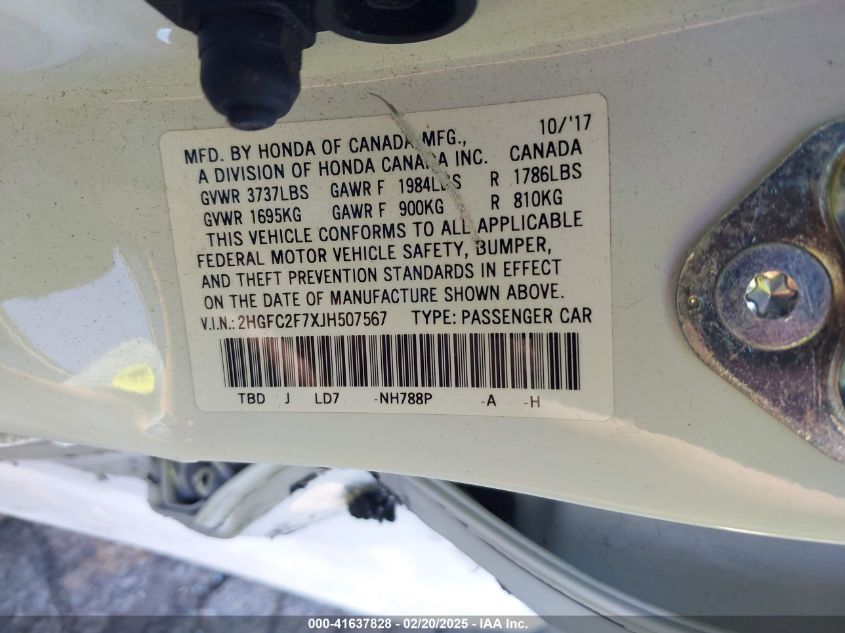 10/'17
MFD. BY HONDA OF CANADA MFG.,
A DIVISION OF HONDA CANADA INC. CANADA
GVWR 3737LBS GAWR F 1984LBS R 1786LBS
GVWR 1695KG GAWR F 900KG R 810KG
THIS VEHICLE CONFORMS TO ALL APPLICABLE
FEDERAL MOTOR VEHICLE SAFETY, BUMPER,
AND THEFT PREVENTION STANDARDS IN EFFECT
ON THE DATE OF MANUFACTURE SHOWN ABOVE.
V.I.N.: 2HGFC2F7XJH507567 TYPE: PASSENGER CAR
TBD J LD7 -NH788P -A -H
000-41637828 - 02/20/2025 - IAA Inc.